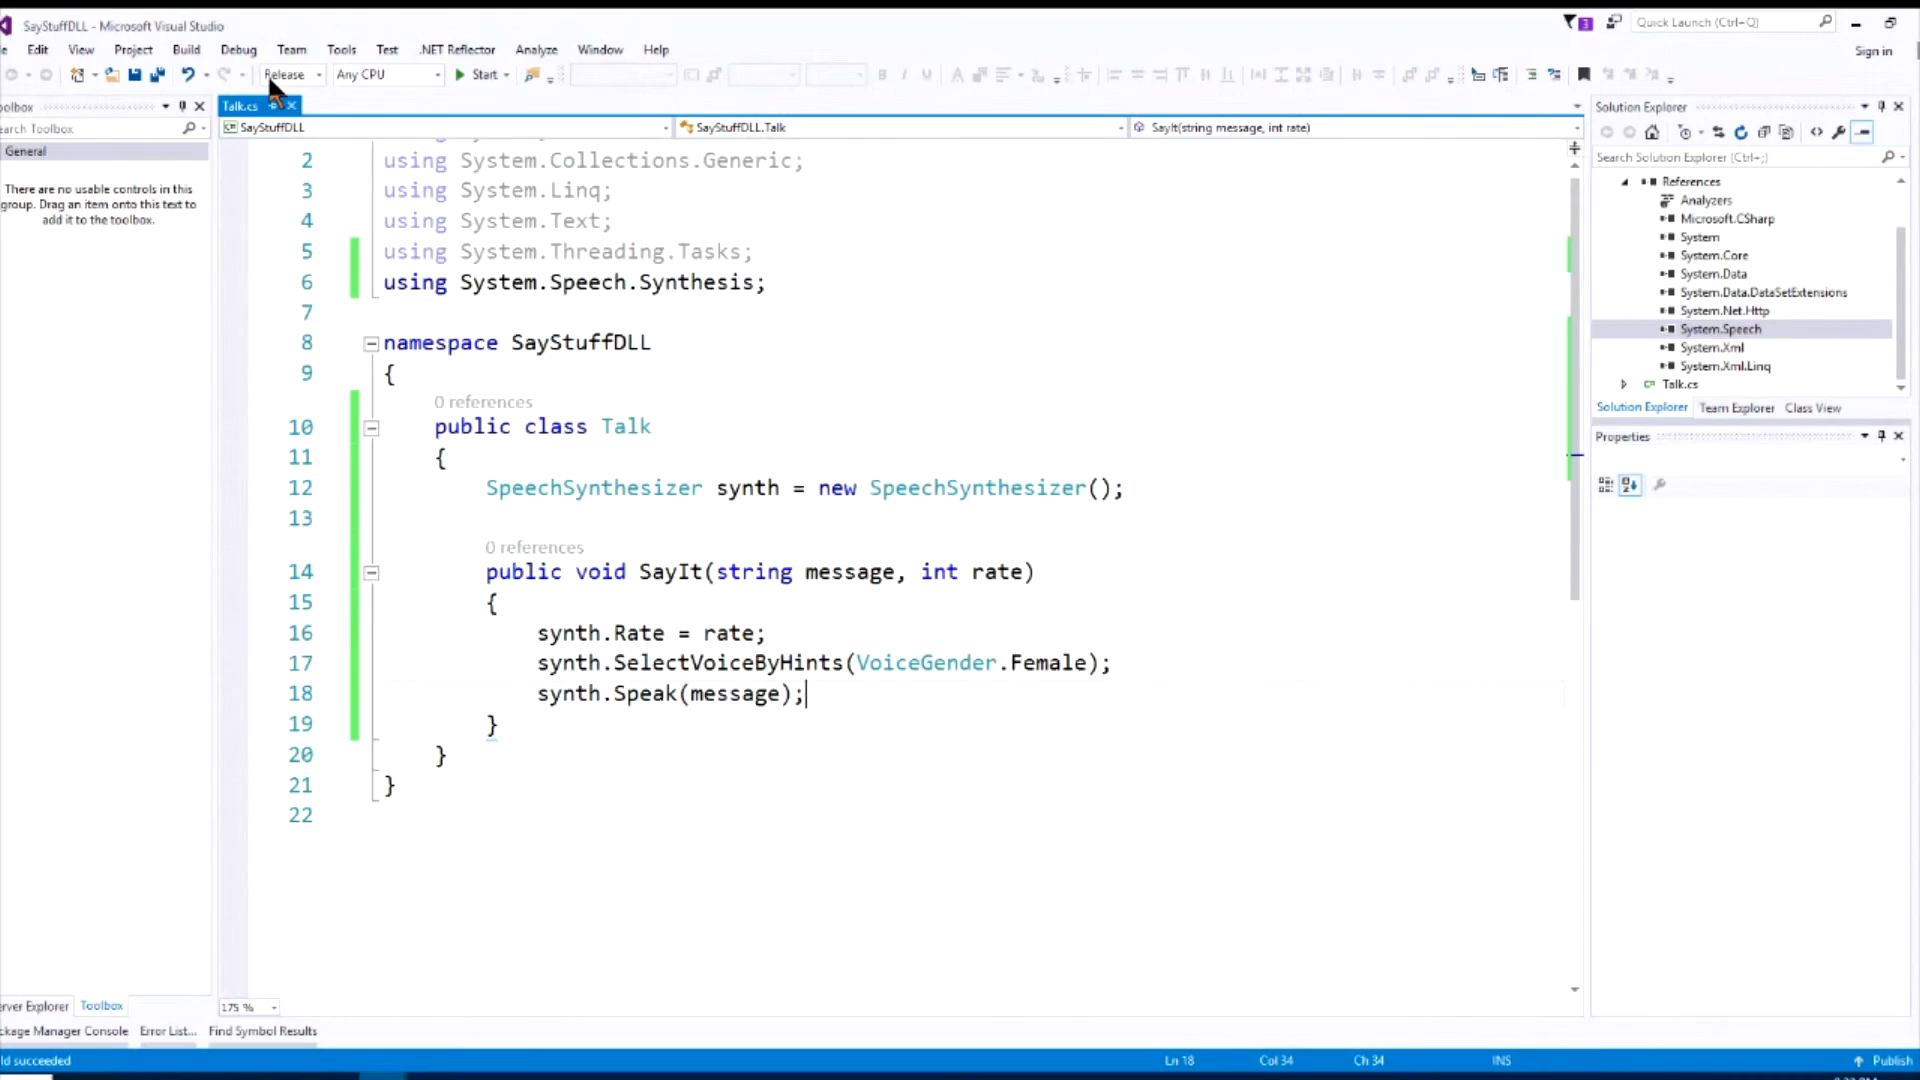 SayStuffDLL - Microsoft Visual Studio
3
Quick Launch (Ctrl+Q)
Edit View Project Build Debug Team Tools Test .NET Reflector Analyze Window Help
Sign in
Release
Any CPU
Start
Talk.cs
Search Toolbox
General
There are no usable controls in this
group. Drag an item onto this text to
add it to the toolbox.
SayStuffDLL
SayStuffDLL.Talk
SayIt(string message, int rate)
2 using System.Collections.Generic;
3 using System.Linq;
4 using System.Text;
5 using System.Threading.Tasks;
6 using System.Speech.Synthesis;
7
8 namespace SayStuffDLL
9 {
0 references
10 public class Talk
11 {
12 SpeechSynthesizer synth = new SpeechSynthesizer();
13
0 references
14 public void SayIt(string message, int rate)
15 {
16 synth.Rate = rate;
17 synth.SelectVoiceByHints(VoiceGender.Female);
18 synth.Speak(message);
19 }
20 }
21 }
22
Solution Explorer
Search Solution Explorer (Ctrl+;)
References
Analyzers
Microsoft.CSharp
System
System.Core
System.Data
System.Data.DataSetExtensions
System.Net.Http
System.Speech
System.Xml
System.Xml.Linq
Talk.cs
Solution Explorer Team Explorer Class View
Properties
175 %
erver Explorer Toolbox
ckage Manager Console Error List... Find Symbol Results
ld succeeded
Ln 18
Col 34
Ch 34
INS
Publish